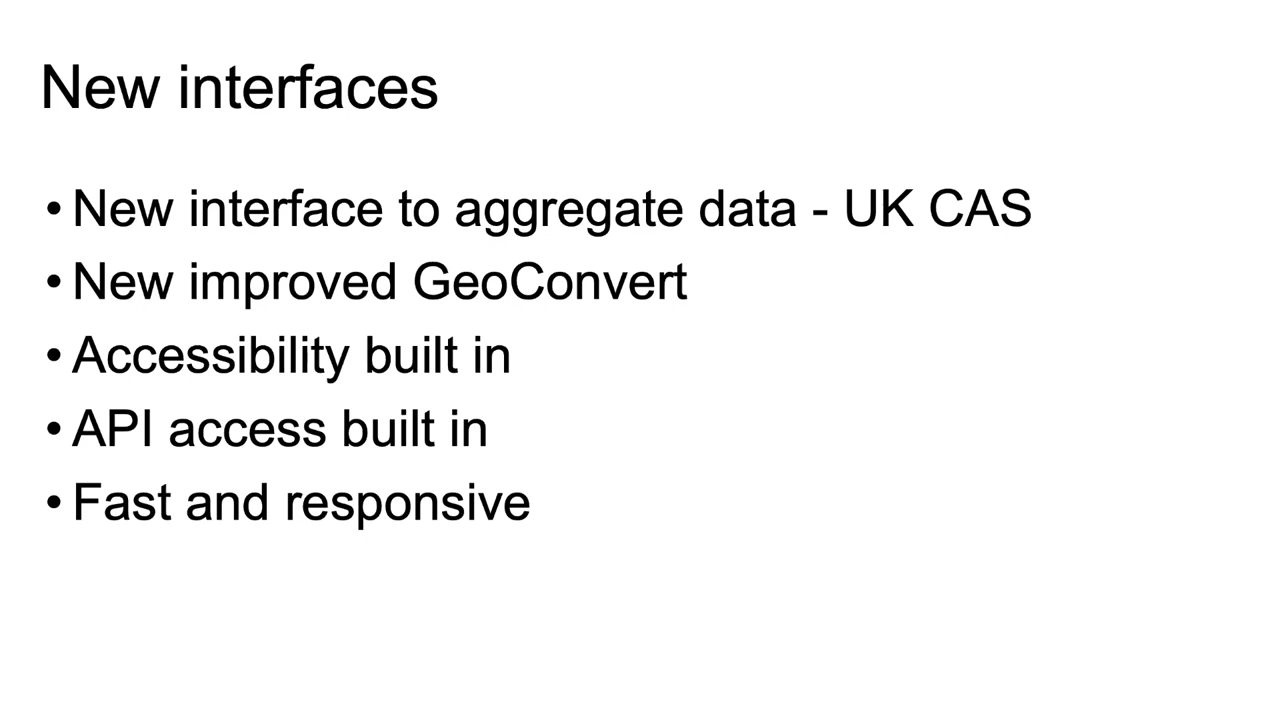 New interfaces
• New interface to aggregate data - UK CAS
• New improved GeoConvert
• Accessibility built in
• API access built in
• Fast and responsive